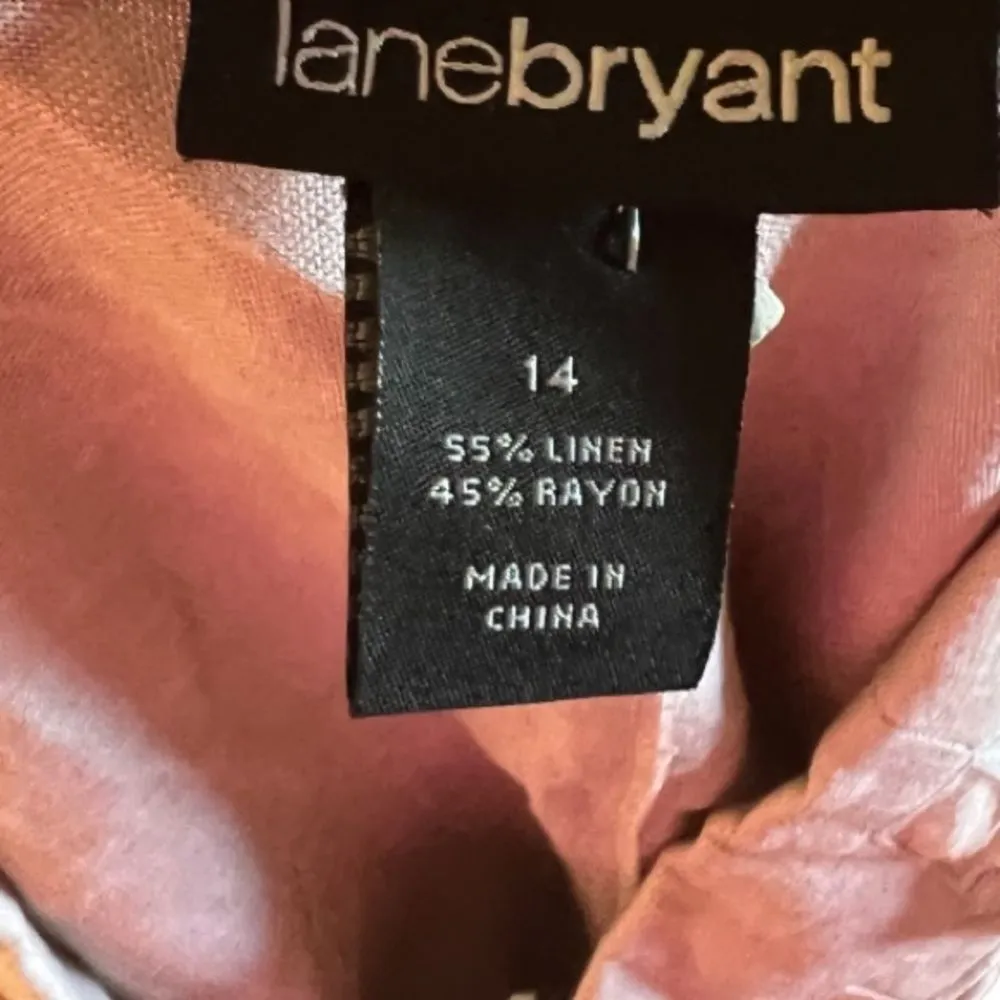 lanebryant
14
55% LINEN
45% RAYON
MADE IN
CHINA